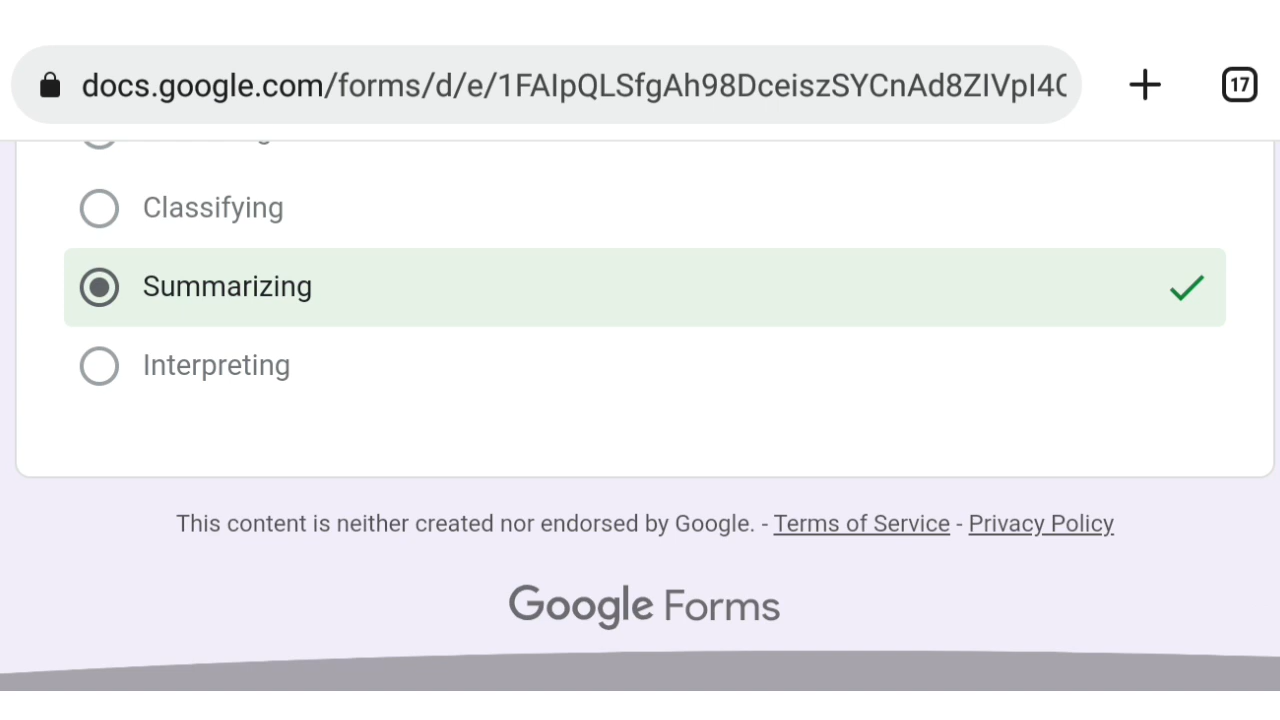 docs.google.com/forms/d/e/1FAIpQLSfgAh98DceiszSYCnAd8ZIVpI4
17
Classifying
Summarizing
Interpreting
This content is neither created nor endorsed by Google. - Terms of Service - Privacy Policy
Google Forms